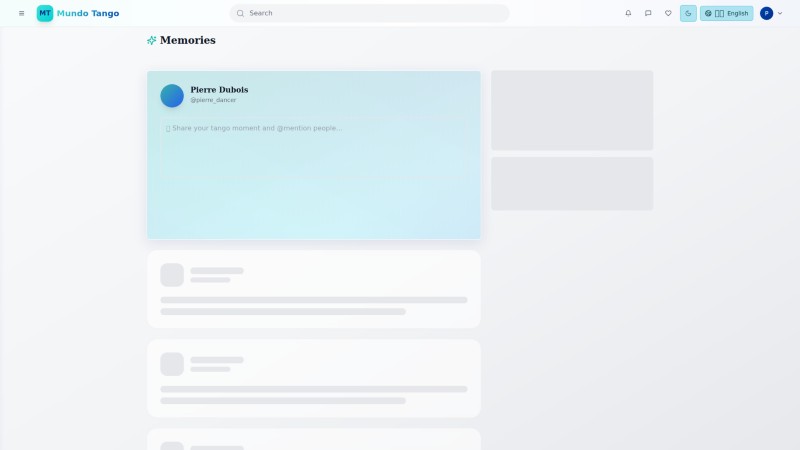 MT Mundo Tango
Search
English
P
Memories
Pierre Dubois
@pierre_dancer
Share your tango moment and @mention people...